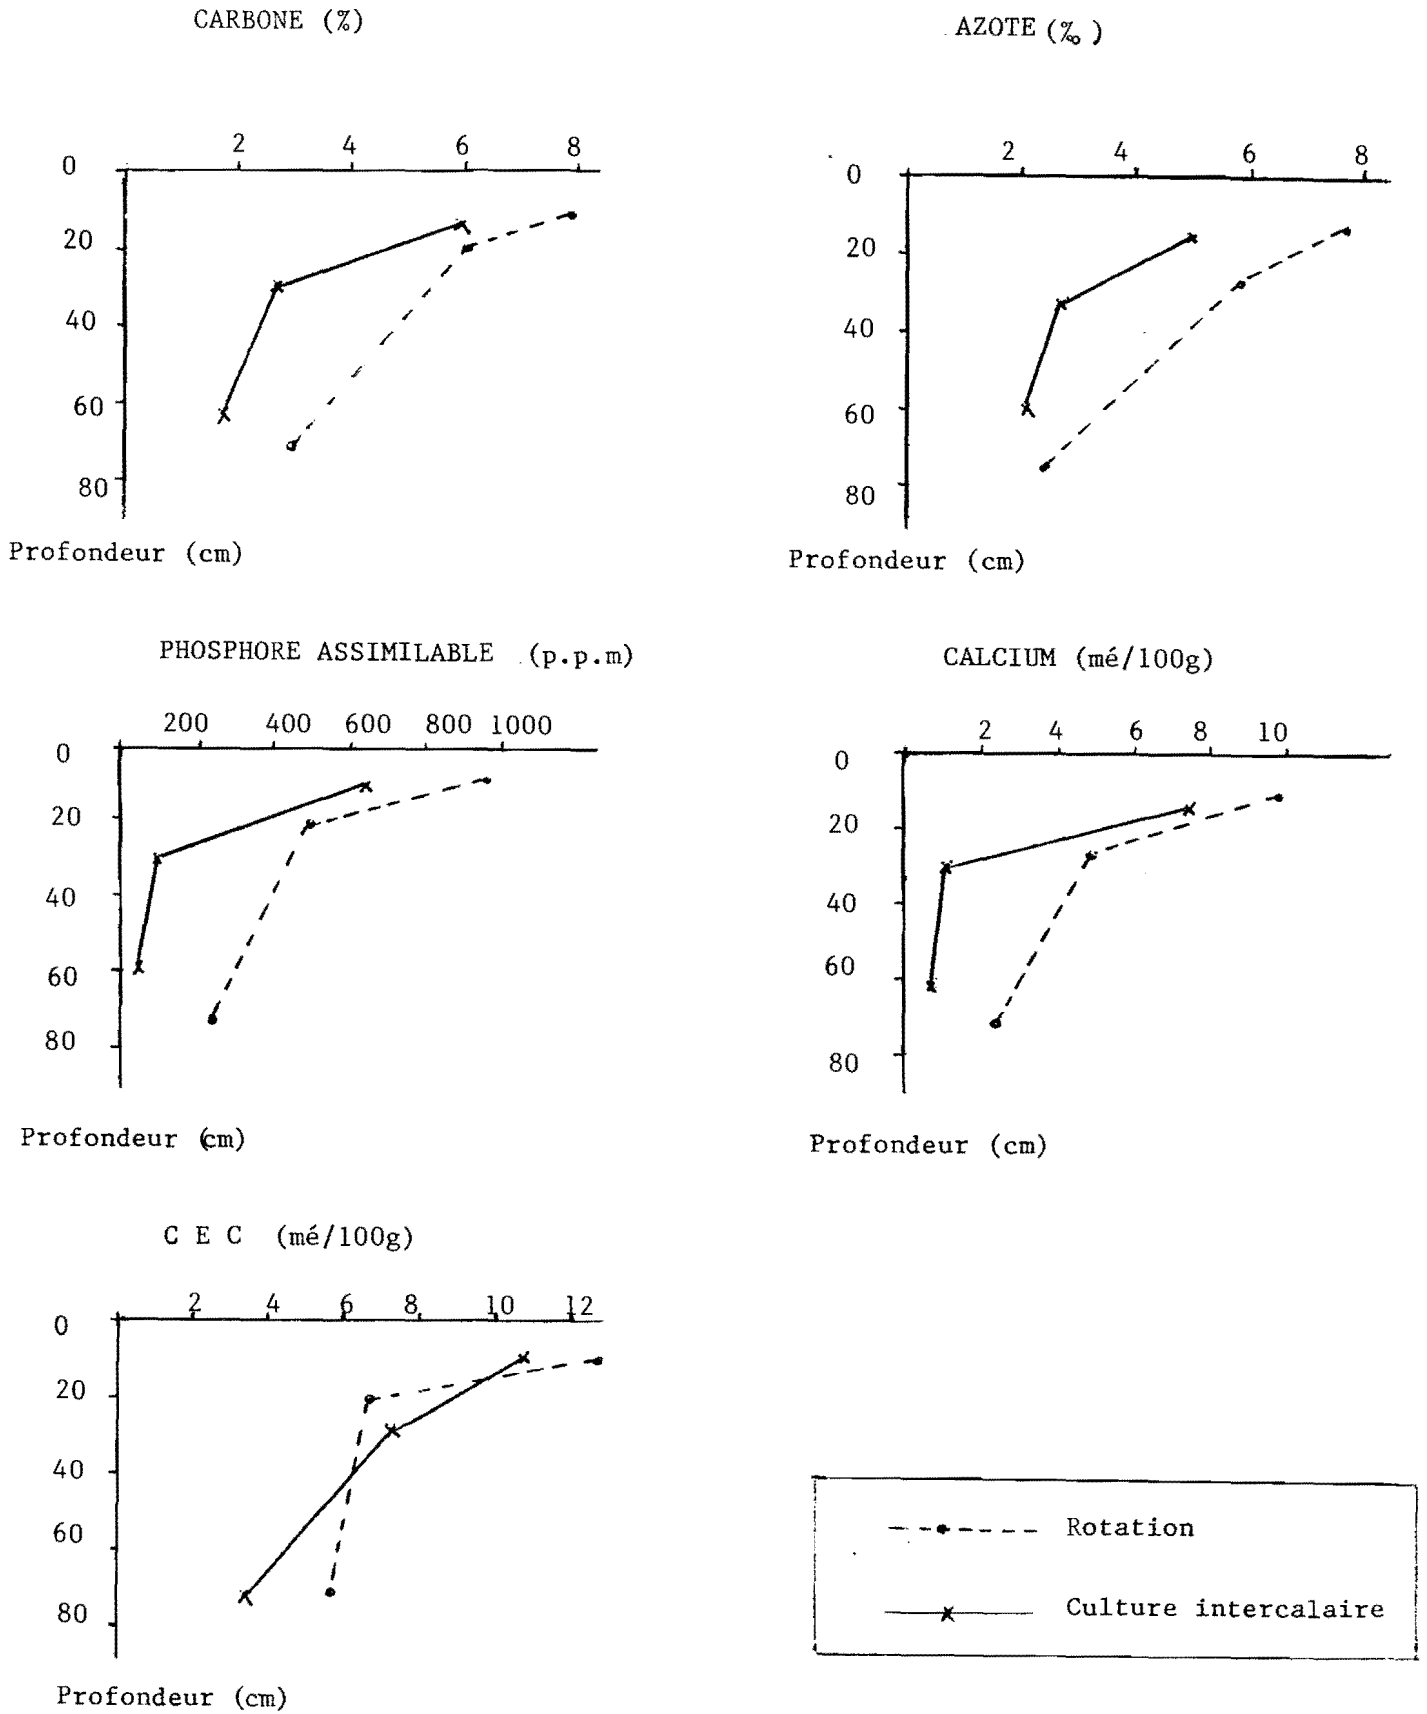 CARBONE (%)
2 4 6 8
0
20
40
60
80
Profondeur (cm)
AZOTE (‰)
2 4 6 8
0
20
40
60
80
Profondeur (cm)
PHOSPHORE ASSIMILABLE (p.p.m)
200 400 600 800 1000
0
20
40
60
80
Profondeur (cm)
CALCIUM (mé/100g)
2 4 6 8 10
0
20
40
60
80
Profondeur (cm)
C E C (mé/100g)
2 4 6 8 10 12
0
20
40
60
80
Profondeur (cm)
Rotation
Culture intercalaire